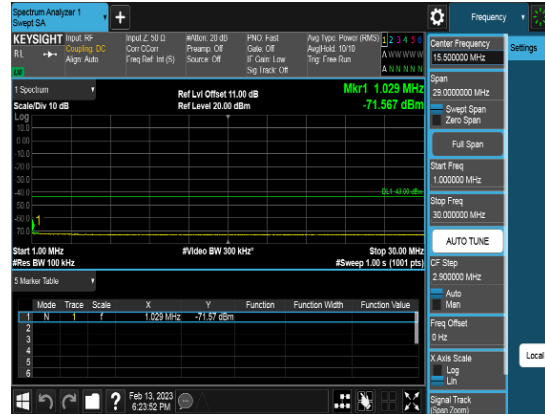 Spectrum Analyzer 1
Swept SA
+
Frequency
KEYSIGHT
Input: RF
Input Z: 50 Ω
#Atten: 20 dB
PNO: Fast
Avg Type: Power (RMS)
1 2 3 4 5 6
RL
Coupling: DC
Corr CCorr
Preamp: Off
Gate: Off
Avg|Hold: 10/10
A W W W W W
Align: Auto
Freq Ref: Int (S)
Source: Off
IF Gain: Low
Trig: Free Run
Sig Track: Off
A N N N N N
LXI
Center Frequency
15.500000 MHz
Settings
Span
29.0000000 MHz
Swept Span
Zero Span
Full Span
Start Freq
1.000000 MHz
Stop Freq
30.000000 MHz
AUTO TUNE
CF Step
2.900000 MHz
Auto
Man
Freq Offset
0 Hz
X Axis Scale
Log
Lin
Local
Signal Track
(Span Zoom)
1 Spectrum
Ref Lvl Offset 11.00 dB
Mkr1 1.029 MHz
Scale/Div 10 dB
Ref Level 20.00 dBm
-71.567 dBm
Log
10.0
0.00
-10.0
-20.0
-30.0
-40.0
DL1 -43.00 dBm
-50.0
-60.0
1
-70.0
Start 1.00 MHz
#Video BW 300 kHz*
Stop 30.00 MHz
#Res BW 100 kHz
#Sweep 1.00 s (1001 pts)
5 Marker Table
Mode Trace Scale X Y Function Function Width Function Value
1 N 1 f 1.029 MHz -71.57 dBm
2
3
4
5
6
? Feb 13, 2023
6:23:52 PM